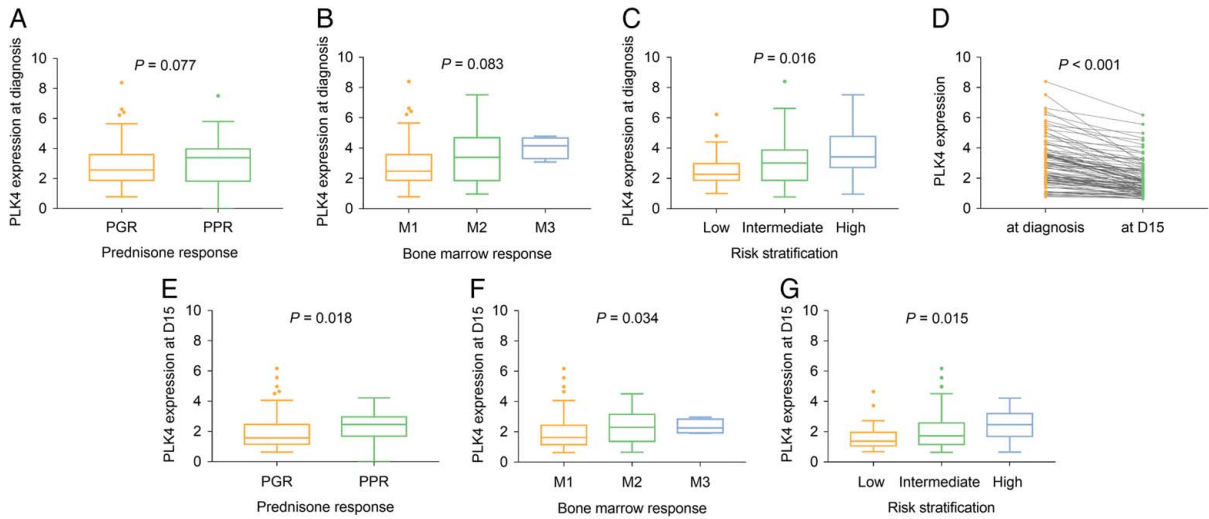 A
PLK4 expression at diagnosis
10
8
6
4
2
0
P = 0.077
PGR
PPR
Prednisone response
B
PLK4 expression at diagnosis
10
8
6
4
2
0
P = 0.083
M1
M2
M3
Bone marrow response
C
PLK4 expression at diagnosis
10
8
6
4
2
0
P = 0.016
Low
Intermediate
High
Risk stratification
D
PLK4 expression
10
8
6
4
2
0
P < 0.001
at diagnosis
at D15
E
PLK4 expression at D15
10
8
6
4
2
0
P = 0.018
PGR
PPR
Prednisone response
F
PLK4 expression at D15
10
8
6
4
2
0
P = 0.034
M1
M2
M3
Bone marrow response
G
PLK4 expression at D15
10
8
6
4
2
0
P = 0.015
Low
Intermediate
High
Risk stratification